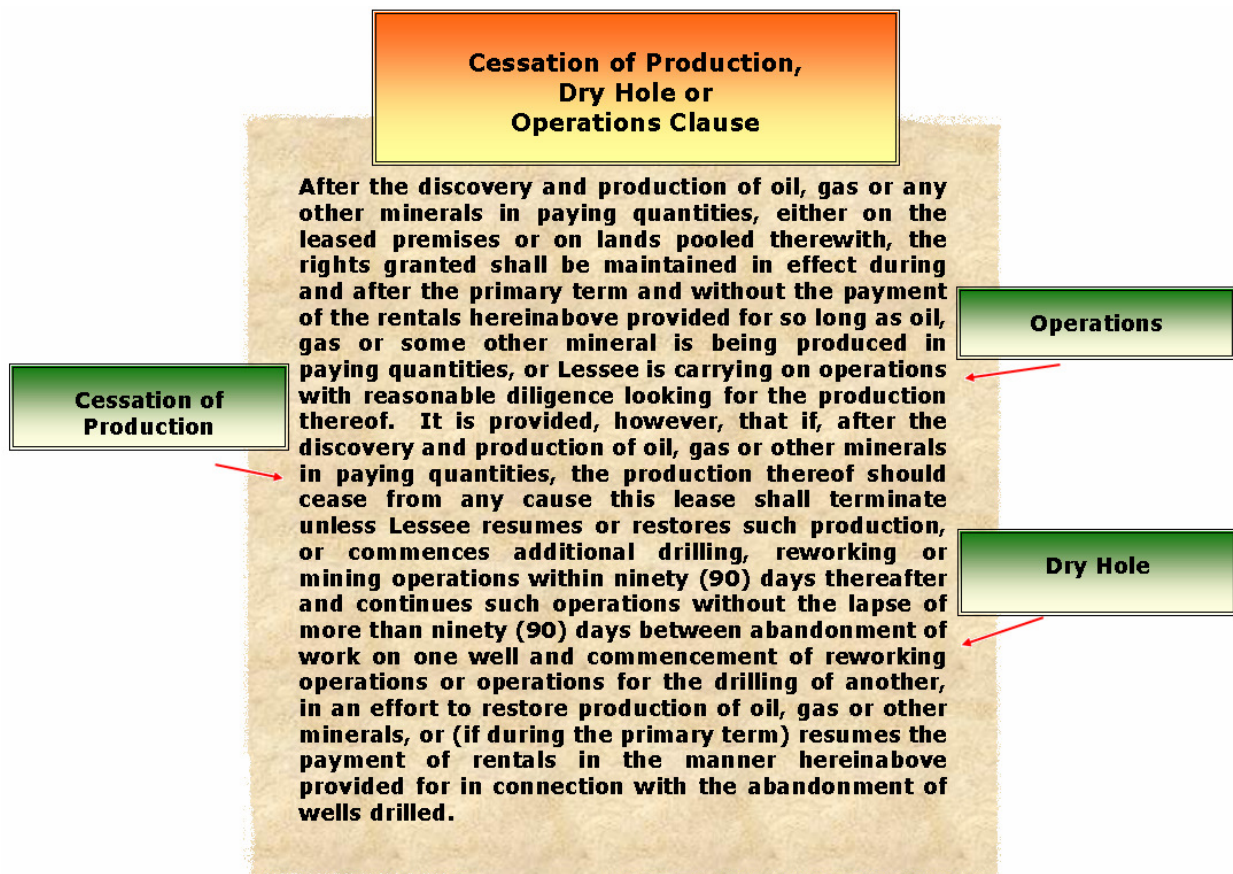 Cessation of Production,
Dry Hole or
Operations Clause
After the discovery and production of oil, gas or any
other minerals in paying quantities, either on the
leased premises or on lands pooled therewith, the
rights granted shall be maintained in effect during
and after the primary term and without the payment
of the rentals hereinabove provided for so long as oil,
gas or some other mineral is being produced in
paying quantities, or Lessee is carrying on operations
with reasonable diligence looking for the production
thereof.  It is provided, however, that if, after the
discovery and production of oil, gas or other minerals
in paying quantities, the production thereof should
cease from any cause this lease shall terminate
unless Lessee resumes or restores such production,
or commences additional drilling, reworking or
mining operations within ninety (90) days thereafter
and continues such operations without the lapse of
more than ninety (90) days between abandonment of
work on one well and commencement of reworking
operations or operations for the drilling of another,
in an effort to restore production of oil, gas or other
minerals, or (if during the primary term) resumes the
payment of rentals in the manner hereinabove
provided for in connection with the abandonment of
wells drilled.
Operations
Cessation of
Production
Dry Hole